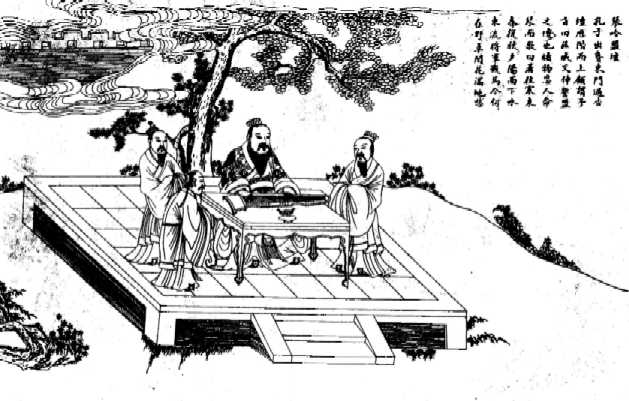 琴吟盟壇
孔子出魯東門過古
壇歷階而上顧謂子
貢曰茲臧文仲誓盟
之壇也睹物思人命
琴而歌曰暑往寒來
春復秋夕陽西下水
東流將軍戰馬今何
在野草閒花滿地愁